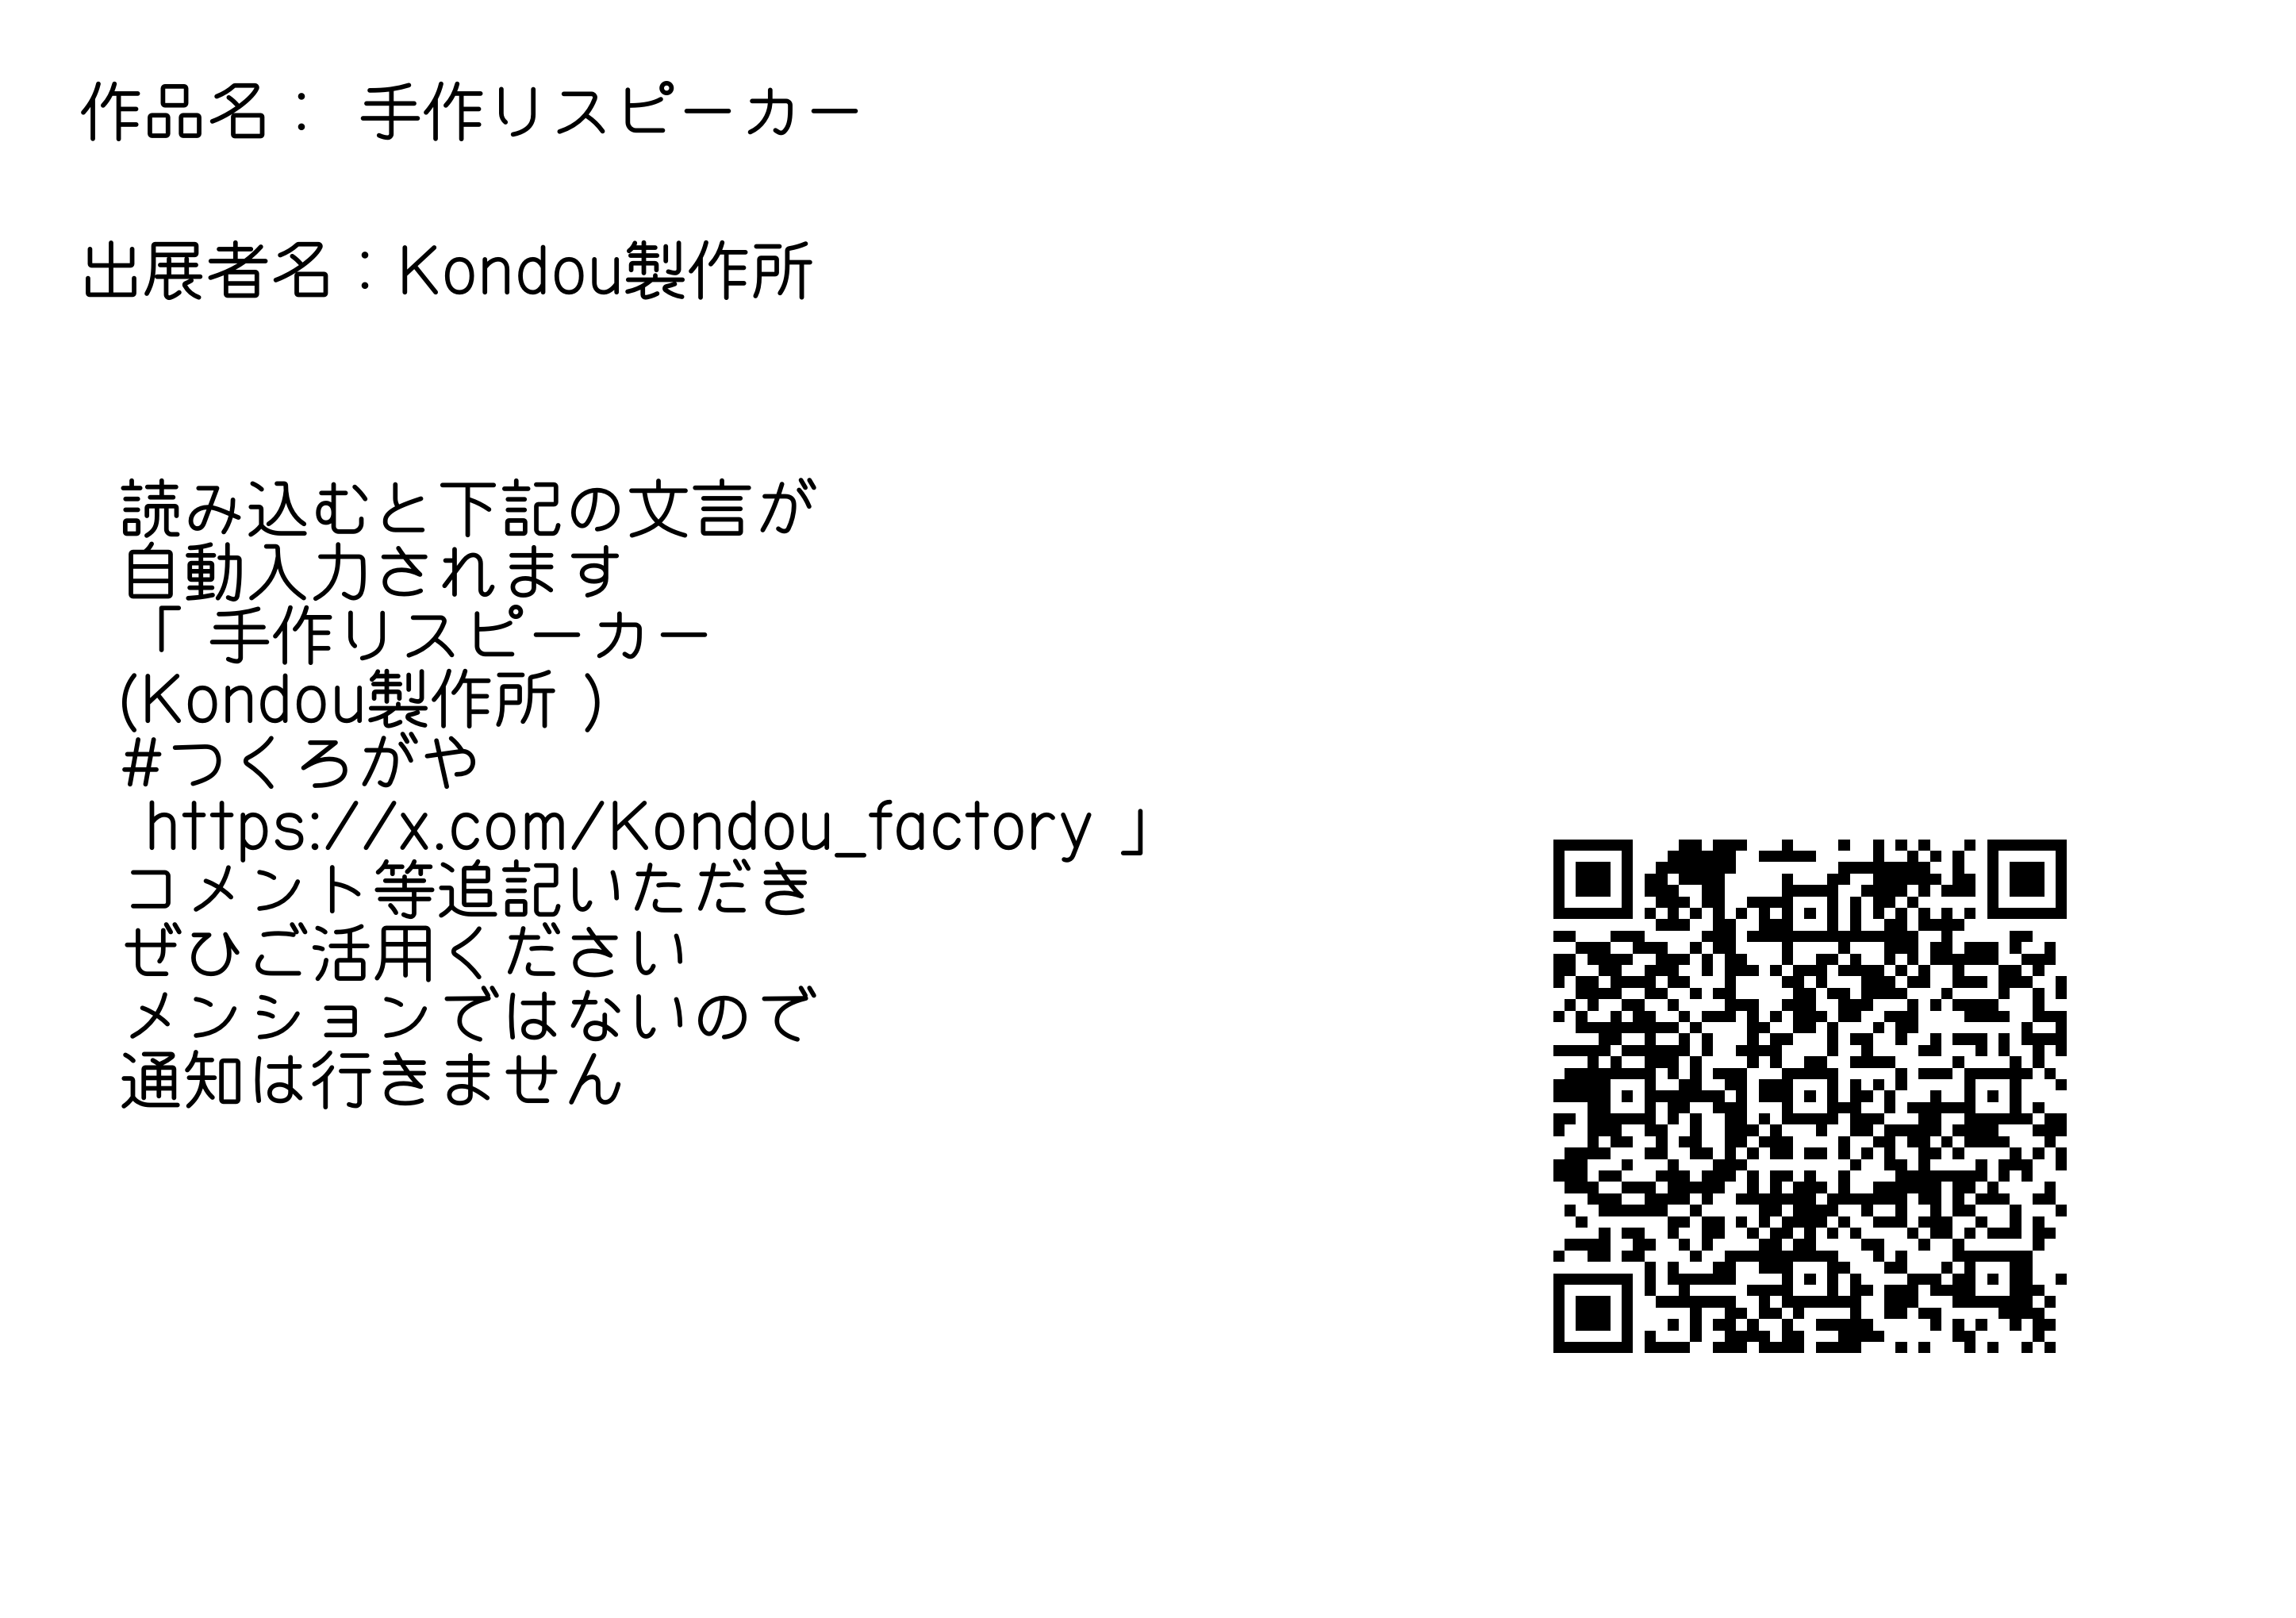 作品名： 手作りスピーカー
出展者名：Kondou製作所
読み込むと下記の文言が
自動入力されます
「 手作りスピーカー
(Kondou製作所 )
#つくろがや
https://x.com/Kondou_factory 」
コメント等追記いただき
ぜひご活用ください
メンションではないので
通知は行きません